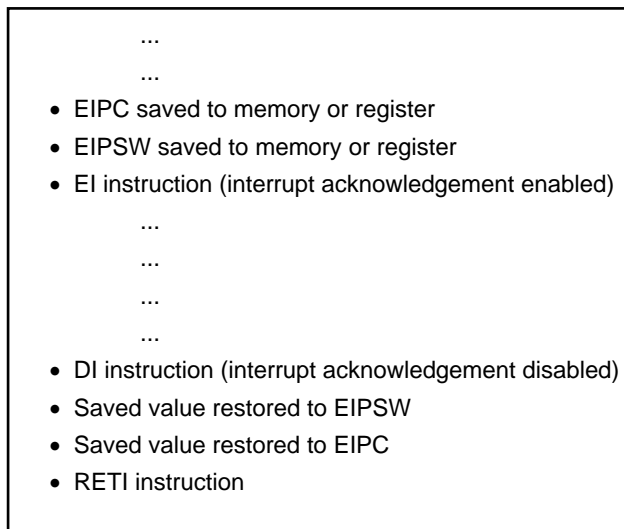 ...
...
• EIPC saved to memory or register
• EIPSW saved to memory or register
• EI instruction (interrupt acknowledgement enabled)
...
...
...
...
• DI instruction (interrupt acknowledgement disabled)
• Saved value restored to EIPSW
• Saved value restored to EIPC
• RETI instruction